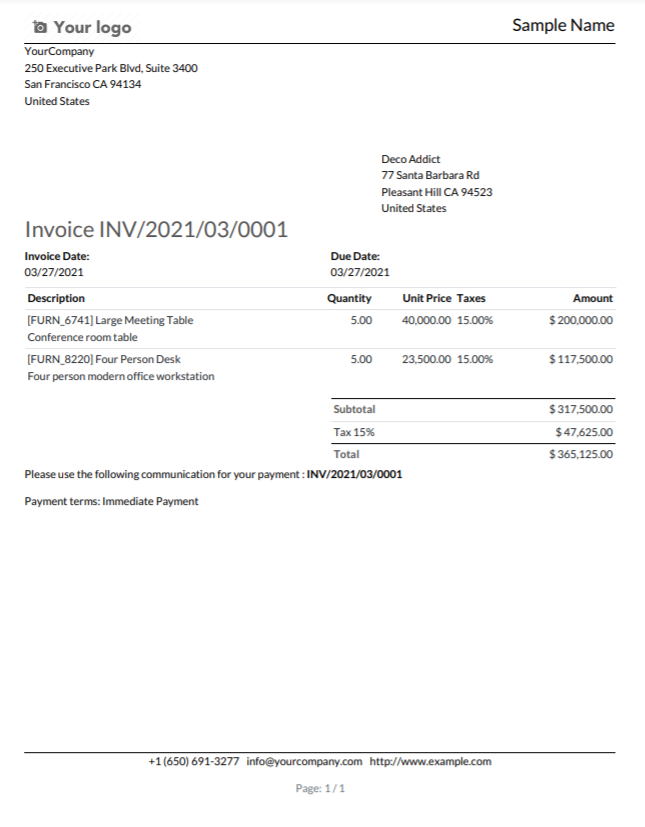 Your logo
Sample Name
YourCompany
250 Executive Park Blvd, Suite 3400
San Francisco CA 94134
United States
Deco Addict
77 Santa Barbara Rd
Pleasant Hill CA 94523
United States
Invoice INV/2021/03/0001
Invoice Date: Due Date:
03/27/2021 03/27/2021
Description Quantity Unit Price Taxes Amount
[FURN_6741] Large Meeting Table 5.00 40,000.00 15.00% $ 200,000.00
Conference room table
[FURN_8220] Four Person Desk 5.00 23,500.00 15.00% $ 117,500.00
Four person modern office workstation
Subtotal $ 317,500.00
Tax 15% $ 47,625.00
Total $ 365,125.00
Please use the following communication for your payment : INV/2021/03/0001
Payment terms: Immediate Payment
+1 (650) 691-3277 info@yourcompany.com http://www.example.com
Page: 1 / 1